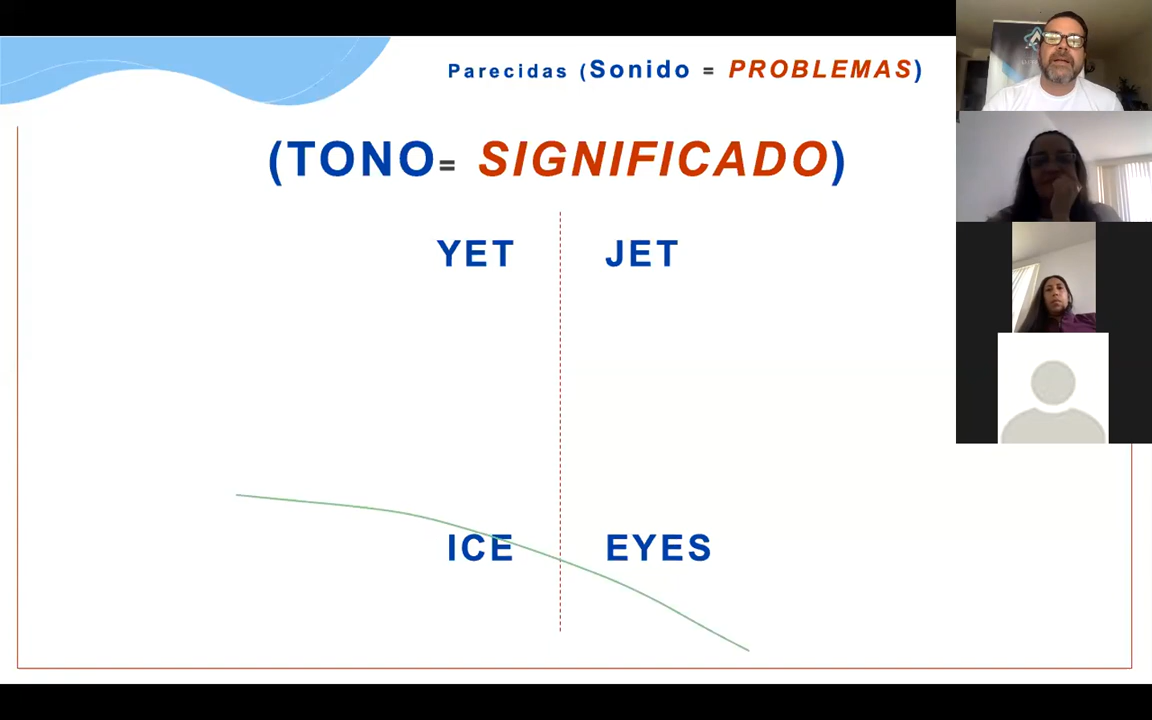 Parecidas (Sonido = PROBLEMAS)
(TONO= SIGNIFICADO)
YET JET
ICE EYES